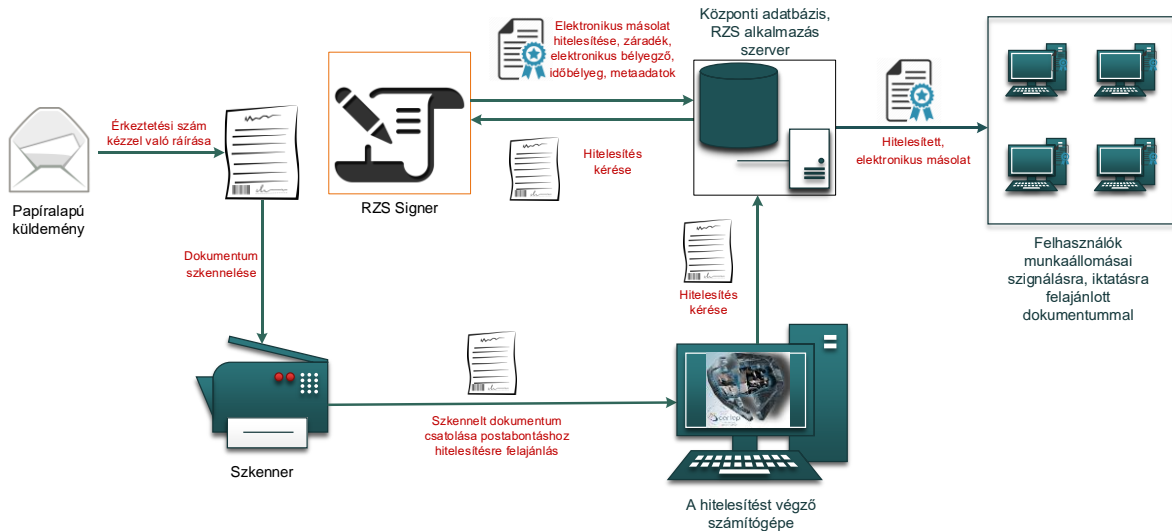 Papíralapú
küldemény
Érkeztetési szám
kézzel való ráírása
Dokumentum
szkennelése
Szkenner
Szkennelt dokumentum
csatolása postabontáshoz
hitelesítésre felajánlás
A hitelesítést végző
számítógépe
Hitelesítés
kérése
Központi adatbázis,
RZS alkalmazás
szerver
Hitelesítés
kérése
RZS Signer
Elektronikus másolat
hitelesítése, záradék,
elektronikus bélyegző,
időbélyeg, metaadatok
Hitelesített,
elektronikus másolat
Felhasználók
munkaállomásai
szignálásra, iktatásra
felajánlott
dokumentummal